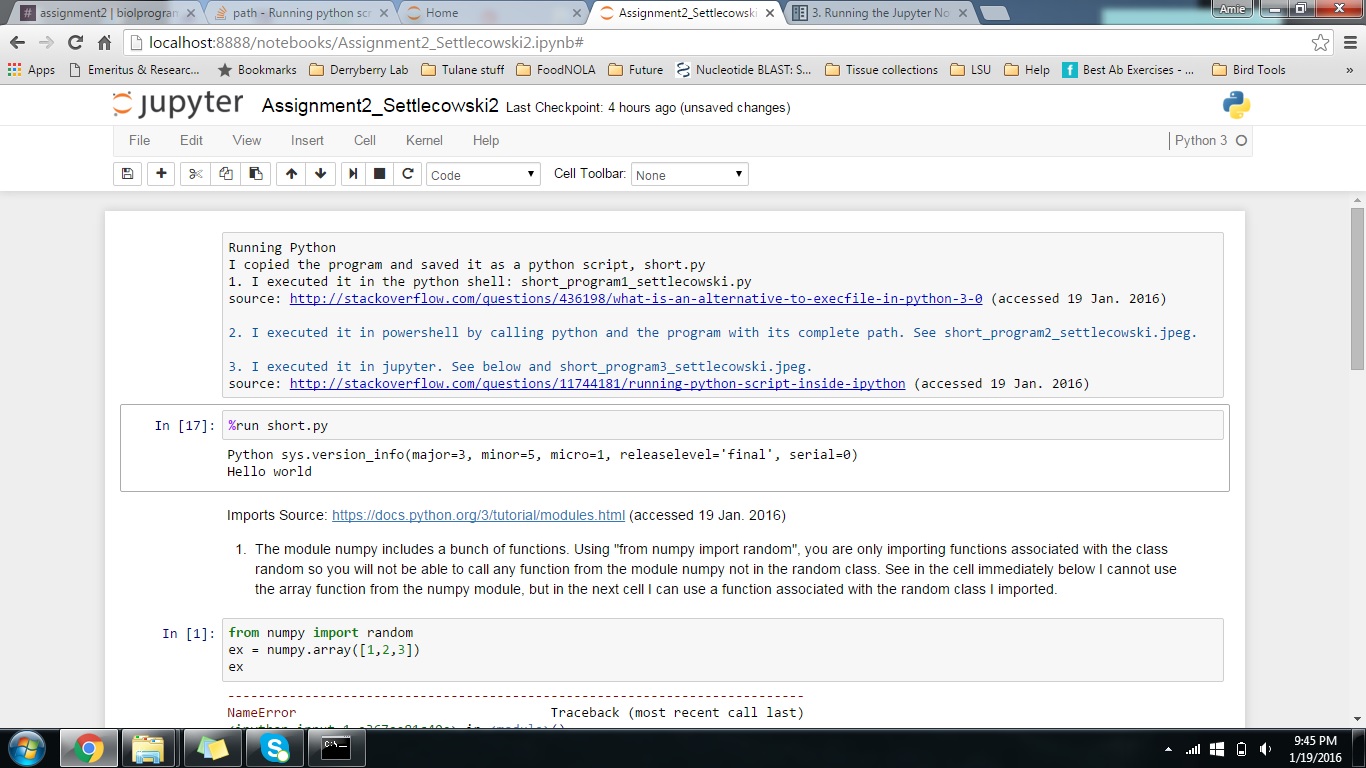 assignment2 | biolprogram
path - Running python scr
Home
Assignment2_Settlecowski
3. Running the Jupyter No
Amie
localhost:8888/notebooks/Assignment2_Settlecowski2.ipynb#
Apps Emeritus & Researc... Bookmarks Derryberry Lab Tulane stuff FoodNOLA Future Nucleotide BLAST: S... Tissue collections LSU Help Best Ab Exercises - ... Bird Tools »
jupyter Assignment2_Settlecowski2 Last Checkpoint: 4 hours ago (unsaved changes)
File Edit View Insert Cell Kernel Help Python 3
Code Cell Toolbar: None
Running Python
I copied the program and saved it as a python script, short.py
1. I executed it in the python shell: short_program1_settlecowski.py
source: http://stackoverflow.com/questions/436198/what-is-an-alternative-to-execfile-in-python-3-0 (accessed 19 Jan. 2016)
2. I executed it in powershell by calling python and the program with its complete path. See short_program2_settlecowski.jpeg.
3. I executed it in jupyter. See below and short_program3_settlecowski.jpeg.
source: http://stackoverflow.com/questions/11744181/running-python-script-inside-ipython (accessed 19 Jan. 2016)
In [17]: %run short.py
Python sys.version_info(major=3, minor=5, micro=1, releaselevel='final', serial=0)
Hello world
Imports Source: https://docs.python.org/3/tutorial/modules.html (accessed 19 Jan. 2016)
1. The module numpy includes a bunch of functions. Using "from numpy import random", you are only importing functions associated with the class
random so you will not be able to call any function from the module numpy not in the random class. See in the cell immediately below I cannot use
the array function from the numpy module, but in the next cell I can use a function associated with the random class I imported.
In [1]: from numpy import random
ex = numpy.array([1,2,3])
ex
---------------------------------------------------------------------------
NameError Traceback (most recent call last)
9:45 PM
1/19/2016